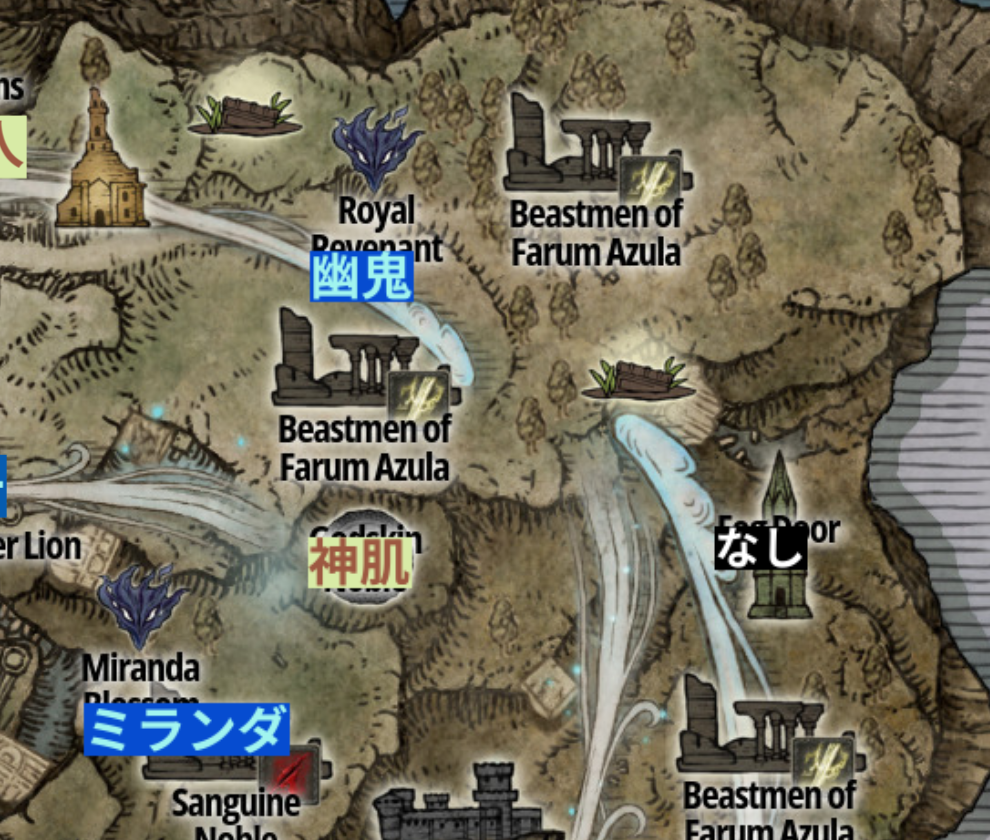 ns
人
Royal
Revenant
幽鬼
Beastmen of
Farum Azula
Beastmen of
Farum Azula
er Lion
Godskin
神肌
Noble
Fog Door
なし
Miranda
Blossom
ミランダ
Sanguine
Noble
Beastmen of
Farum Azula